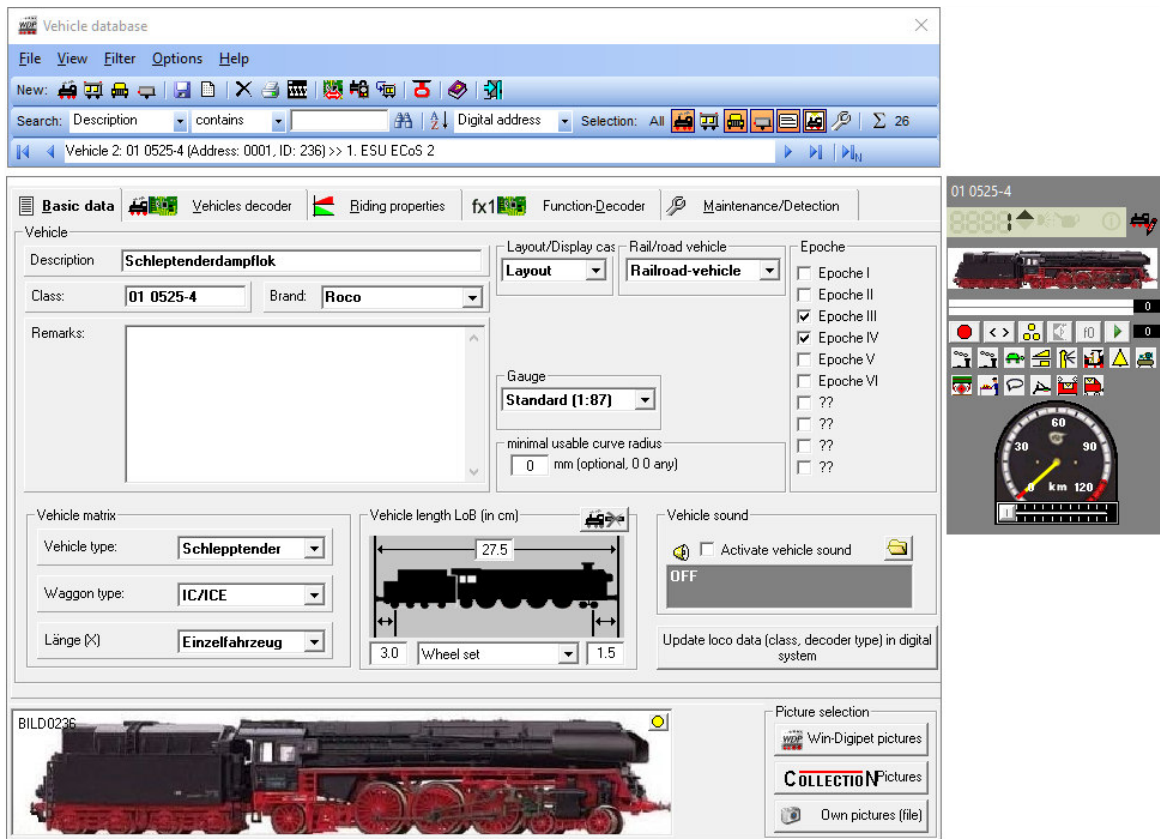 WDP Vehicle database
File View Filter Options Help
New:
Search: Description contains A Z Digital address Selection: All Σ 26
Vehicle 2: 01 0525-4 (Address: 0001, ID: 236) >> 1. ESU ECoS 2 N
Basic data Vehicles decoder Riding properties fx1 Function-Decoder Maintenance/Detection
Vehicle
Description Schleptenderdampflok
Class: 01 0525-4 Brand: Roco
Remarks:
Layout/Display cas
Layout
Rail/road vehicle
Railroad-vehicle
Gauge
Standard (1:87)
minimal usable curve radius
0 mm (optional, 0 0 any)
Epoche
Epoche I
Epoche II
Epoche III
Epoche IV
Epoche V
Epoche VI
??
??
??
??
Vehicle matrix
Vehicle type: Schlepptender
Waggon type: IC/ICE
Länge (X) Einzelfahrzeug
Vehicle length LoB (in cm)
27.5
3.0 Wheel set 1.5
Vehicle sound
Activate vehicle sound
OFF
Update loco data (class, decoder type) in digital
system
BILD0236
Picture selection
WDP Win-Digipet pictures
COLLECTION Pictures
Own pictures (file)
01 0525-4
1
0
< > f0 0
60
30 90
0 km 120